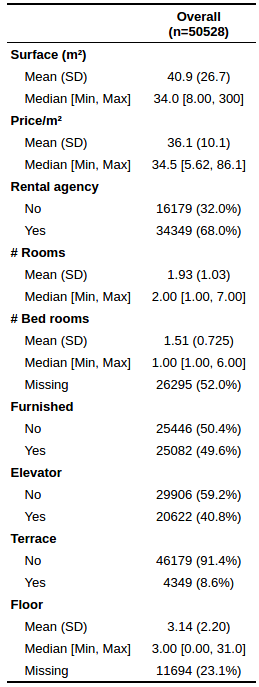 Overall
(n=50528)
Surface (m²)
Mean (SD) 40.9 (26.7)
Median [Min, Max] 34.0 [8.00, 300]
Price/m²
Mean (SD) 36.1 (10.1)
Median [Min, Max] 34.5 [5.62, 86.1]
Rental agency
No 16179 (32.0%)
Yes 34349 (68.0%)
# Rooms
Mean (SD) 1.93 (1.03)
Median [Min, Max] 2.00 [1.00, 7.00]
# Bed rooms
Mean (SD) 1.51 (0.725)
Median [Min, Max] 1.00 [1.00, 6.00]
Missing 26295 (52.0%)
Furnished
No 25446 (50.4%)
Yes 25082 (49.6%)
Elevator
No 29906 (59.2%)
Yes 20622 (40.8%)
Terrace
No 46179 (91.4%)
Yes 4349 (8.6%)
Floor
Mean (SD) 3.14 (2.20)
Median [Min, Max] 3.00 [0.00, 31.0]
Missing 11694 (23.1%)